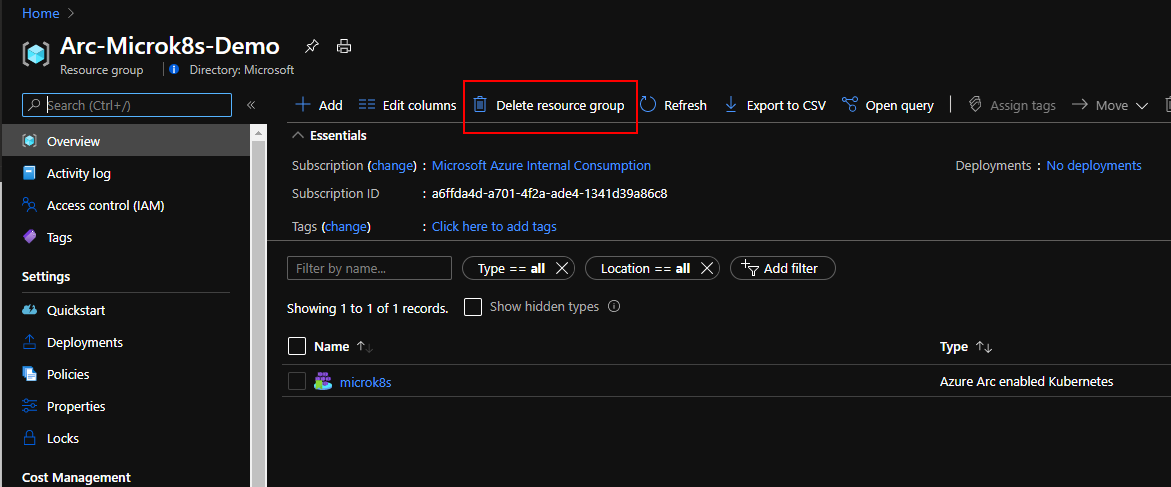 Home
Arc-Microk8s-Demo
Resource group Directory: Microsoft
Search (Ctrl+/)
Add Edit columns Delete resource group Refresh Export to CSV Open query Assign tags Move
Overview
Activity log
Access control (IAM)
Tags
Settings
Quickstart
Deployments
Policies
Properties
Locks
Cost Management
Essentials
Subscription (change) : Microsoft Azure Internal Consumption Deployments : No deployments
Subscription ID : a6ffda4d-a701-4f2a-ade4-1341d39a86c8
Tags (change) : Click here to add tags
Filter by name... Type == all Location == all Add filter
Showing 1 to 1 of 1 records. Show hidden types
Name Type
microk8s Azure Arc enabled Kubernetes